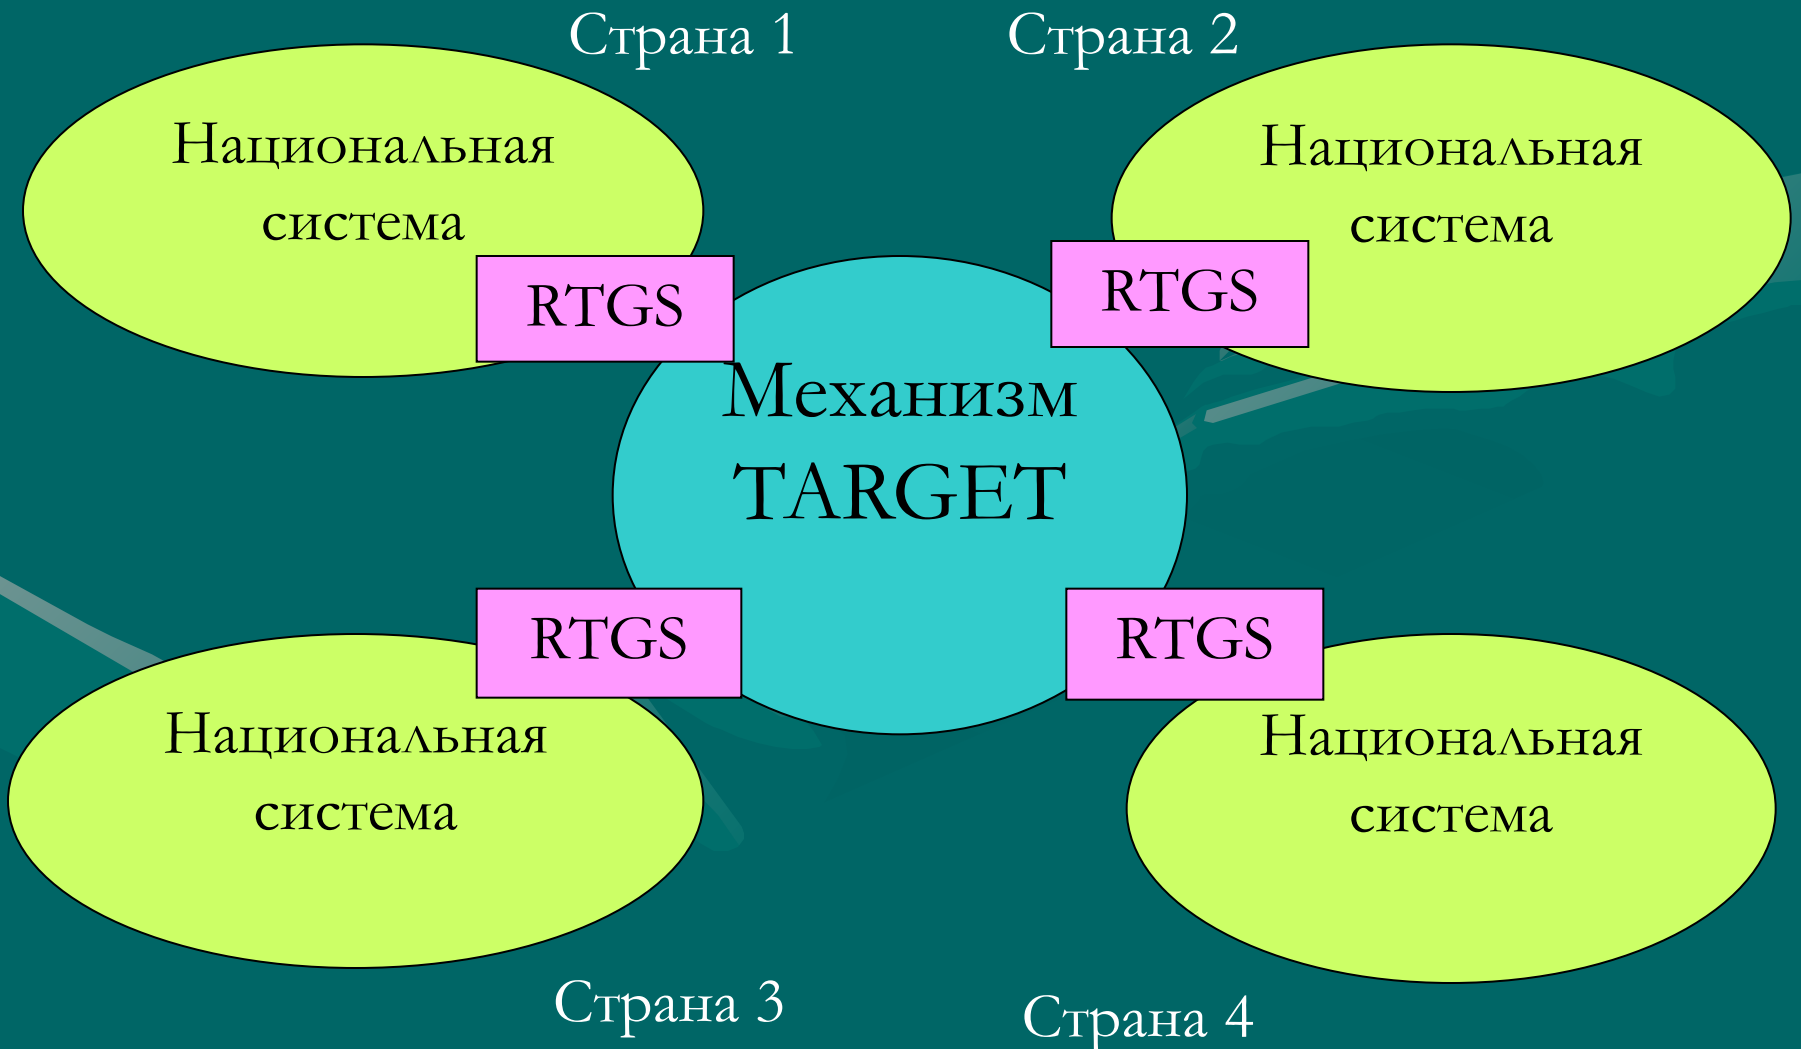 Страна 1
Страна 2
Национальная
система
Национальная
система
RTGS
RTGS
Механизм
TARGET
RTGS
RTGS
Национальная
система
Национальная
система
Страна 3
Страна 4